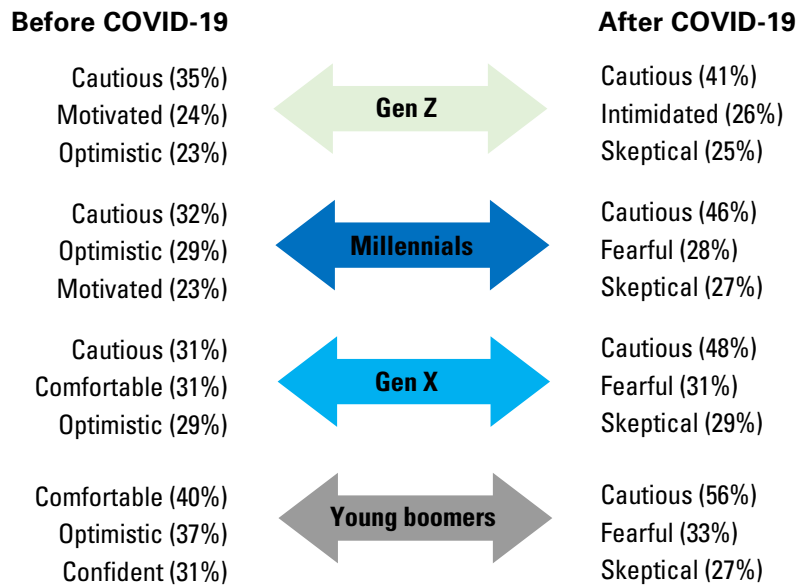 Before COVID-19
After COVID-19
Cautious (35%)
Motivated (24%)
Optimistic (23%)
Gen Z
Cautious (41%)
Intimidated (26%)
Skeptical (25%)
Cautious (32%)
Optimistic (29%)
Motivated (23%)
Millennials
Cautious (46%)
Fearful (28%)
Skeptical (27%)
Cautious (31%)
Comfortable (31%)
Optimistic (29%)
Gen X
Cautious (48%)
Fearful (31%)
Skeptical (29%)
Comfortable (40%)
Optimistic (37%)
Confident (31%)
Young boomers
Cautious (56%)
Fearful (33%)
Skeptical (27%)